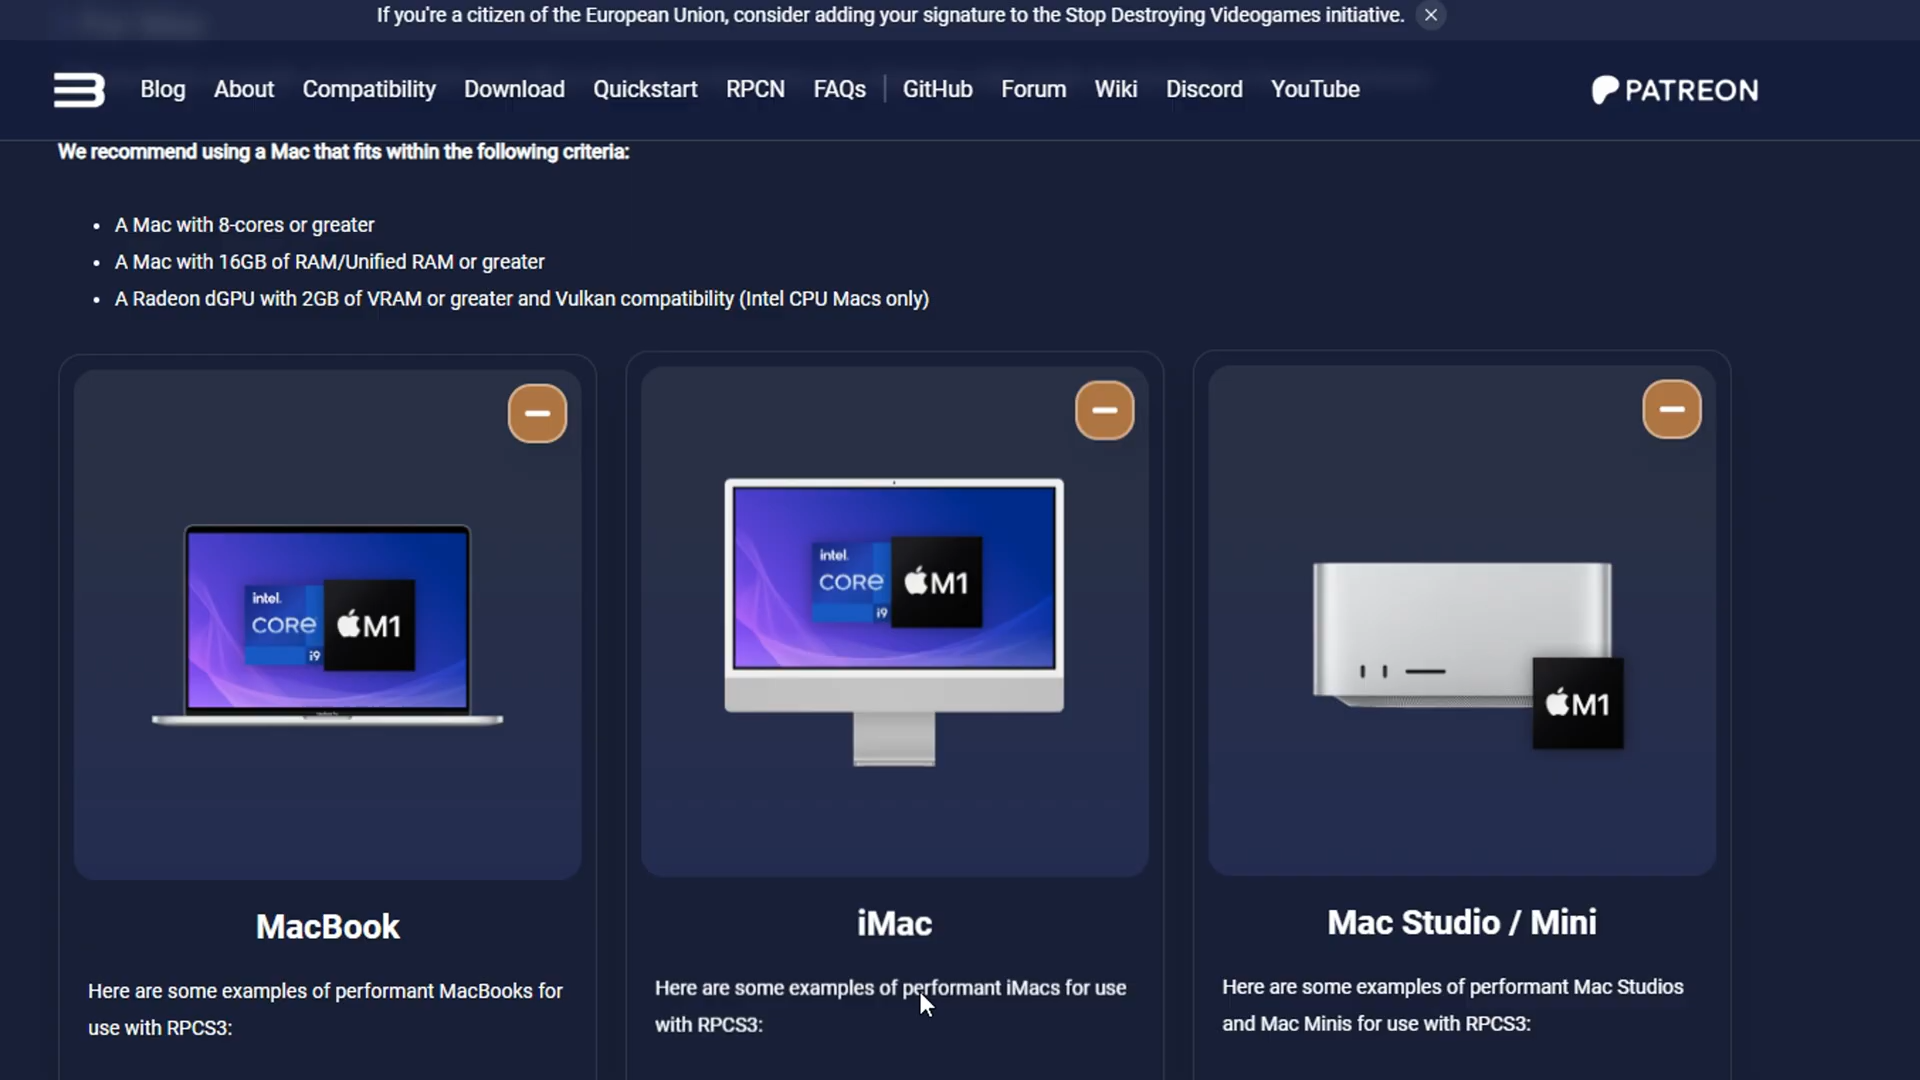 If you're a citizen of the European Union, consider adding your signature to the Stop Destroying Videogames initiative.
Blog About Compatibility Download Quickstart RPCN FAQs GitHub Forum Wiki Discord YouTube PATREON
We recommend using a Mac that fits within the following criteria:
• A Mac with 8-cores or greater
• A Mac with 16GB of RAM/Unified RAM or greater
• A Radeon dGPU with 2GB of VRAM or greater and Vulkan compatibility (Intel CPU Macs only)
intel.
CORE
i9
M1
intel.
CORE
i9
M1
M1
MacBook
Here are some examples of performant MacBooks for
use with RPCS3:
iMac
Here are some examples of performant iMacs for use
with RPCS3:
Mac Studio / Mini
Here are some examples of performant Mac Studios
and Mac Minis for use with RPCS3: